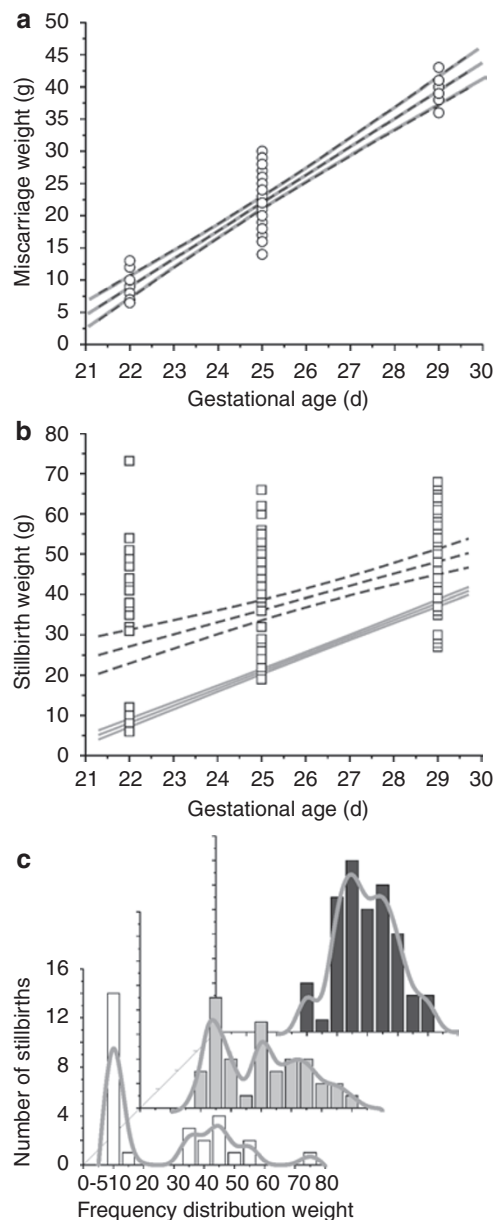 a
50
45
40
35
30
25
20
15
10
5
0
Miscarriage weight (g)
21 22 23 24 25 26 27 28 29 30
Gestational age (d)
b
80
70
60
50
40
30
20
10
0
Stillbirth weight (g)
21 22 23 24 25 26 27 28 29 30
Gestational age (d)
c
16
12
8
4
0
Number of stillbirths
0-510 20 30 40 50 60 70 80
Frequency distribution weight